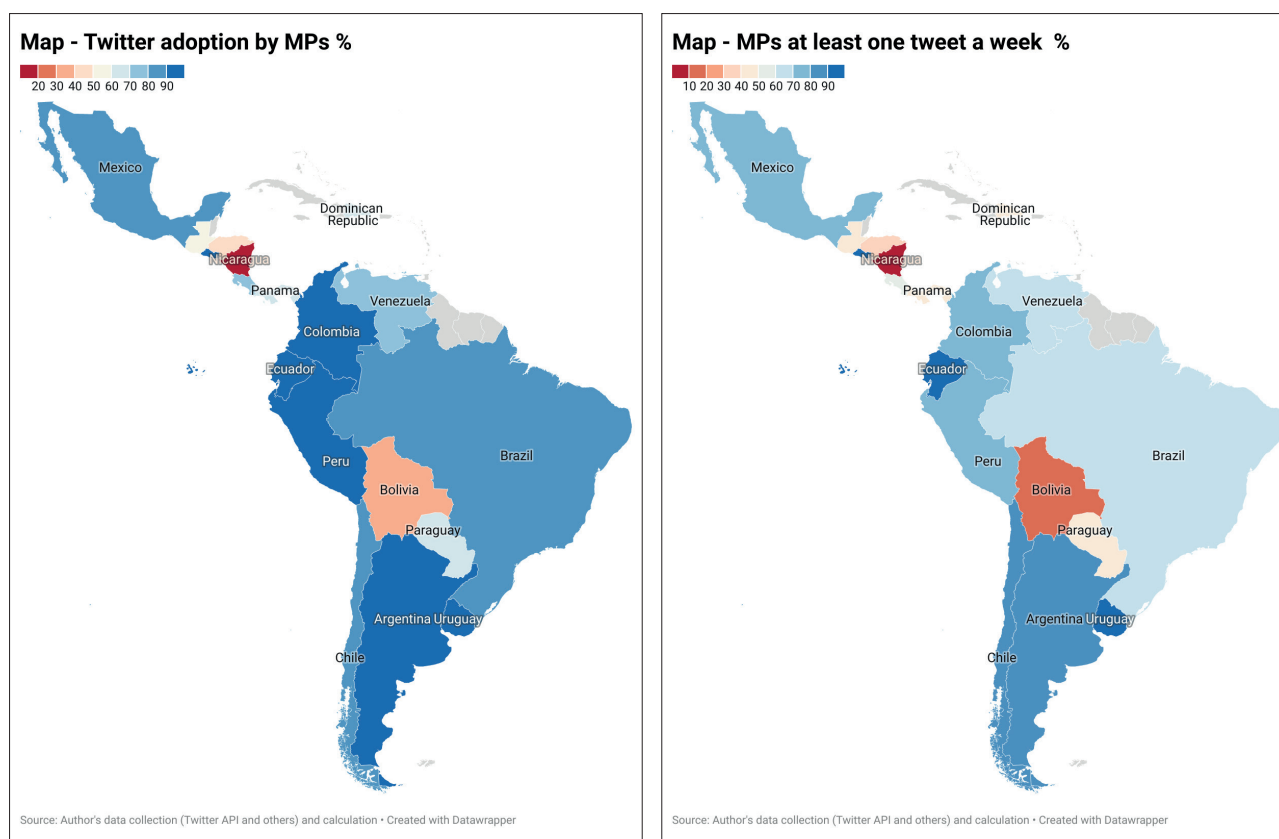 Map - Twitter adoption by MPs %
20 30 40 50 60 70 80 90
Mexico
Dominican
Republic
Nicaragua
Panama
Venezuela
Colombia
Ecuador
Brazil
Peru
Bolivia
Paraguay
Argentina Uruguay
Chile
Source: Author's data collection (Twitter API and others) and calculation • Created with Datawrapper
Map - MPs at least one tweet a week %
10 20 30 40 50 60 70 80 90
Mexico
Dominican
Republic
Nicaragua
Panama
Venezuela
Colombia
Ecuador
Brazil
Peru
Bolivia
Paraguay
Argentina Uruguay
Chile
Source: Author's data collection (Twitter API and others) and calculation • Created with Datawrapper